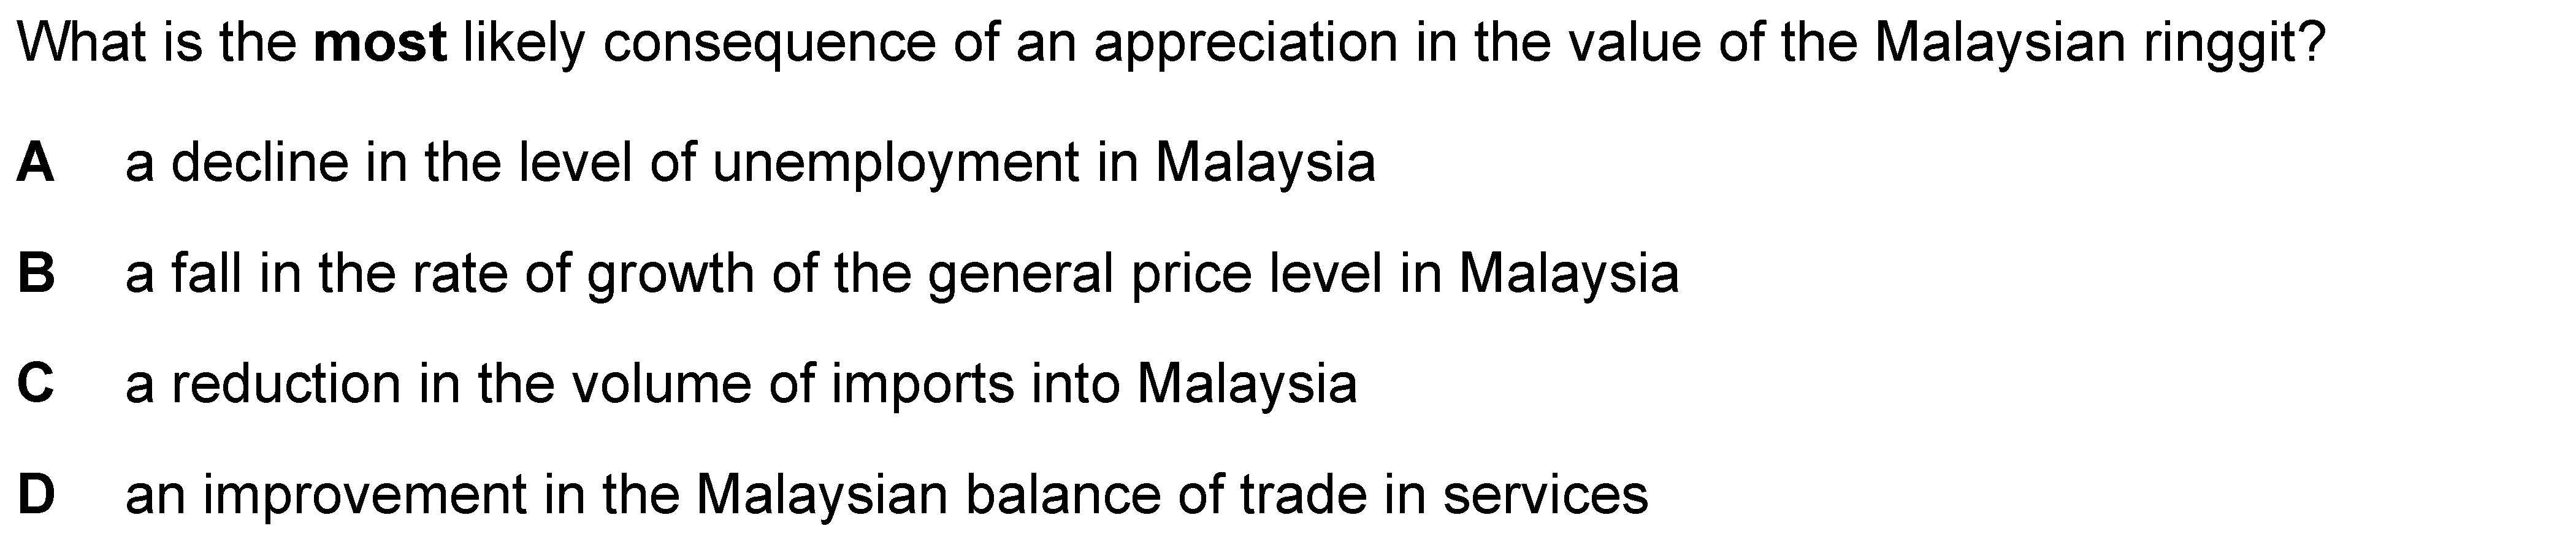 What is the most likely consequence of an appreciation in the value of the Malaysian ringgit?
A a decline in the level of unemployment in Malaysia
B a fall in the rate of growth of the general price level in Malaysia
C a reduction in the volume of imports into Malaysia
D an improvement in the Malaysian balance of trade in services